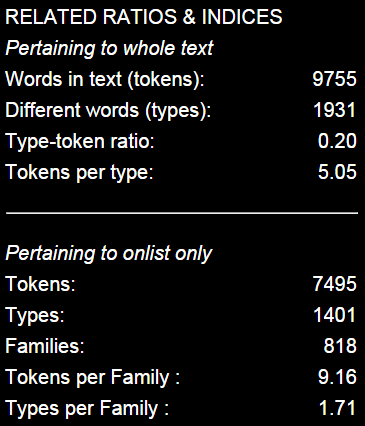 RELATED RATIOS & INDICES
Pertaining to whole text
Words in text (tokens): 9755
Different words (types): 1931
Type-token ratio: 0.20
Tokens per type: 5.05
Pertaining to onlist only
Tokens: 7495
Types: 1401
Families: 818
Tokens per Family : 9.16
Types per Family : 1.71